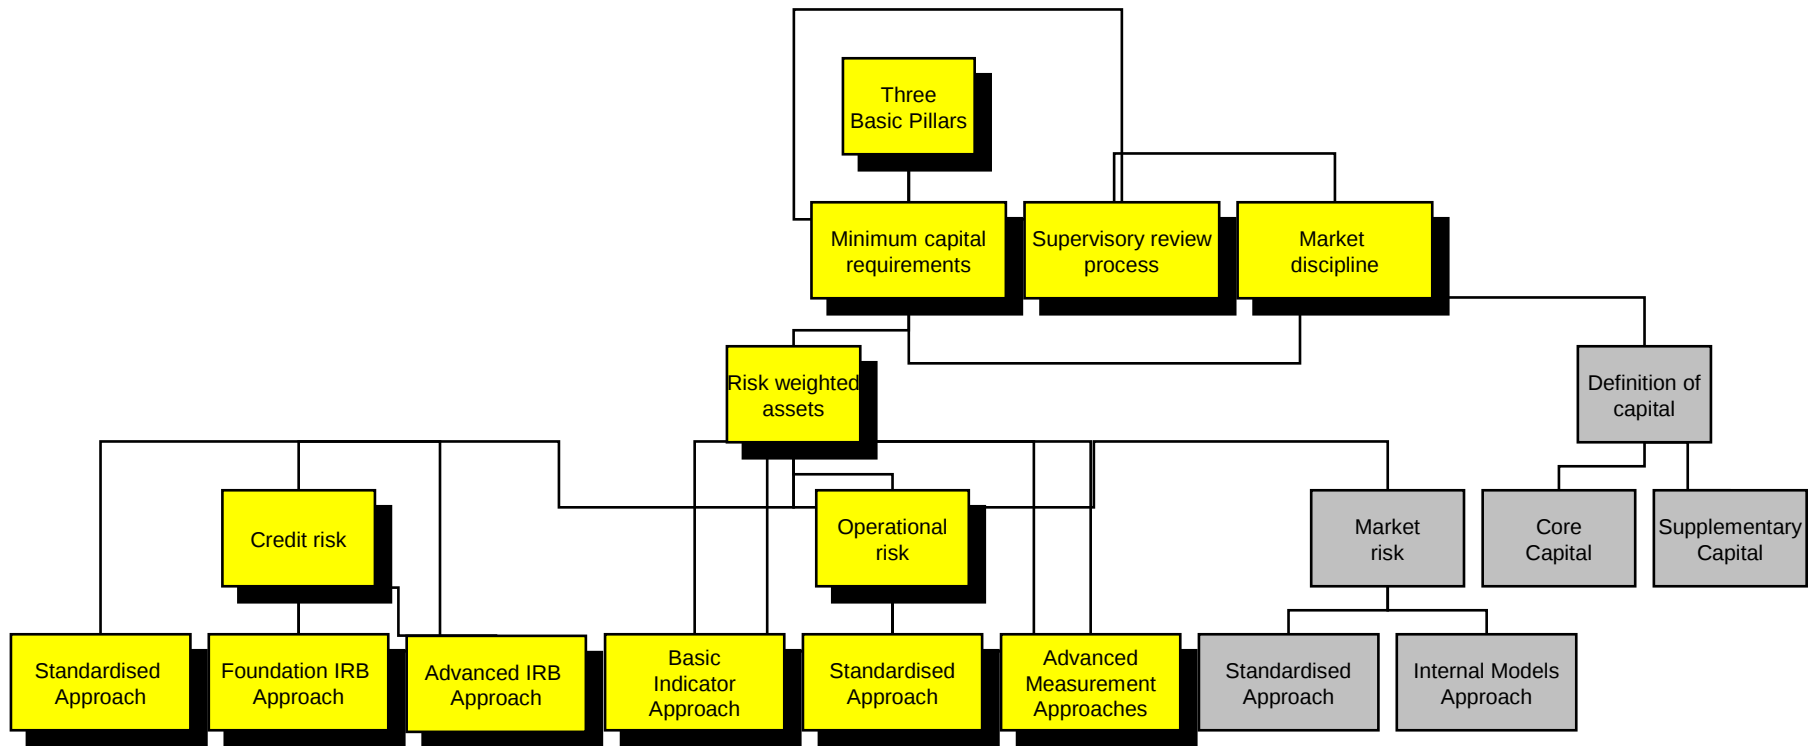 Three
Basic Pillars
Minimum capital
requirements
Supervisory review
process
Market
discipline
Risk weighted
assets
Definition of
capital
Credit risk
Operational
risk
Market
risk
Core
Capital
Supplementary
Capital
Standardised
Approach
Foundation IRB
Approach
Advanced IRB
Approach
Basic
Indicator
Approach
Standardised
Approach
Advanced
Measurement
Approaches
Standardised
Approach
Internal Models
Approach